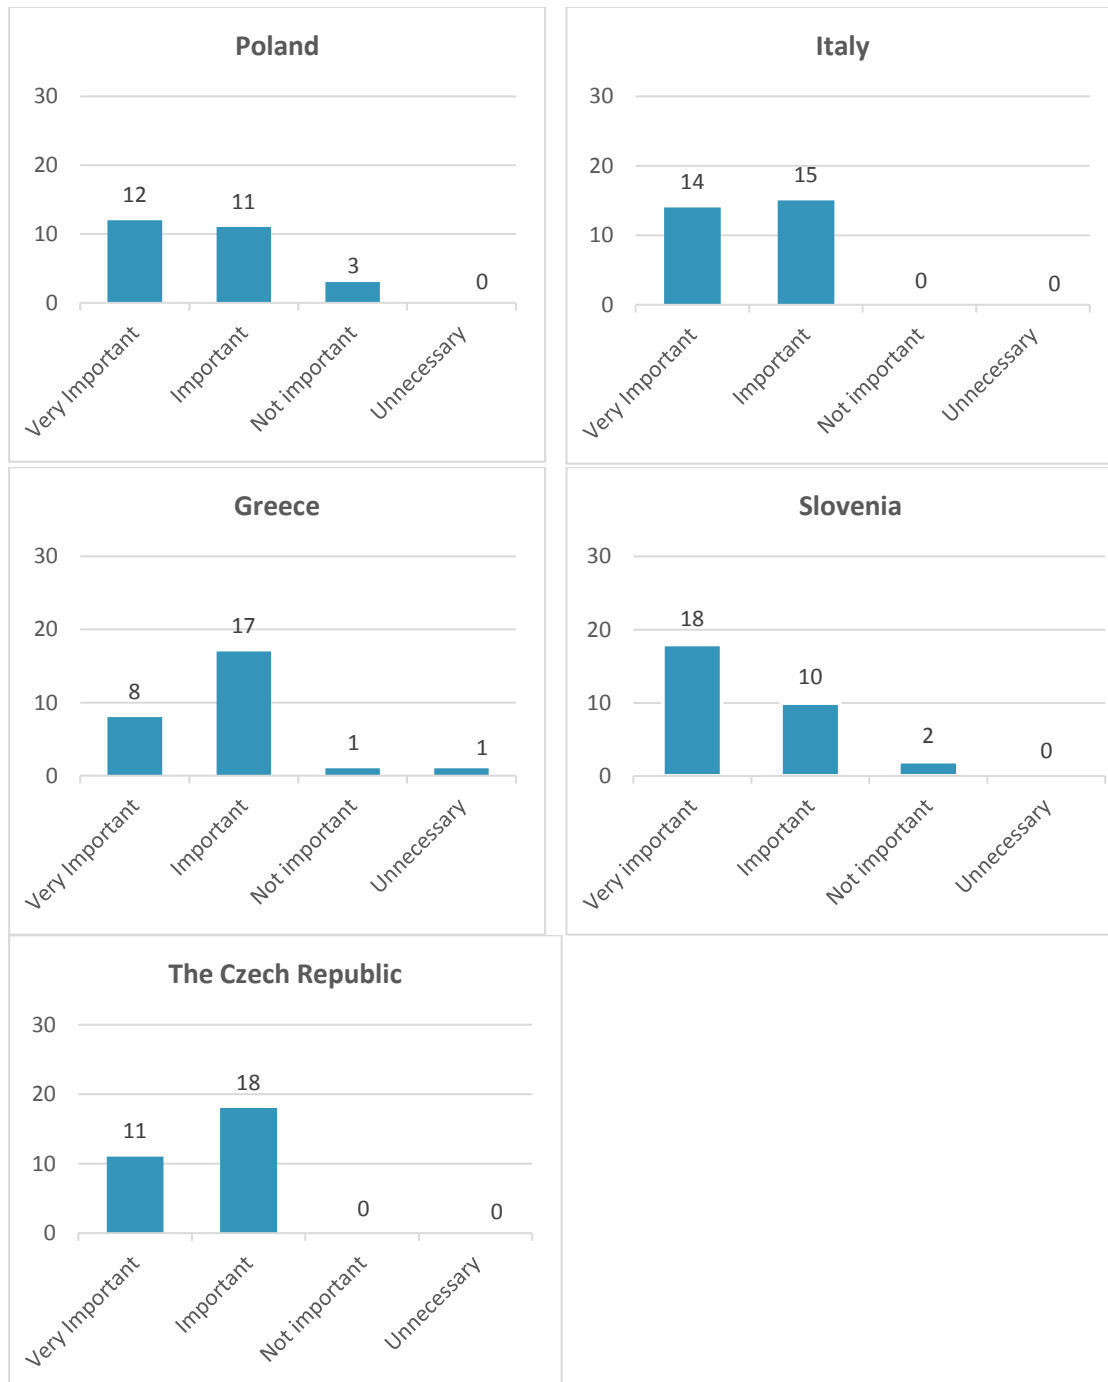 Poland
30
20
10
0
12
11
3
0
Very Important
Important
Not important
Unnecessary
Italy
30
20
10
0
14
15
0
0
Very Important
Important
Not important
Unnecessary
Greece
30
20
10
0
8
17
1
1
Very Important
Important
Not important
Unnecessary
Slovenia
30
20
10
0
18
10
2
0
Very important
Important
Not important
Unnecessary
The Czech Republic
30
20
10
0
11
18
0
0
Very Important
Important
Not important
Unnecessary